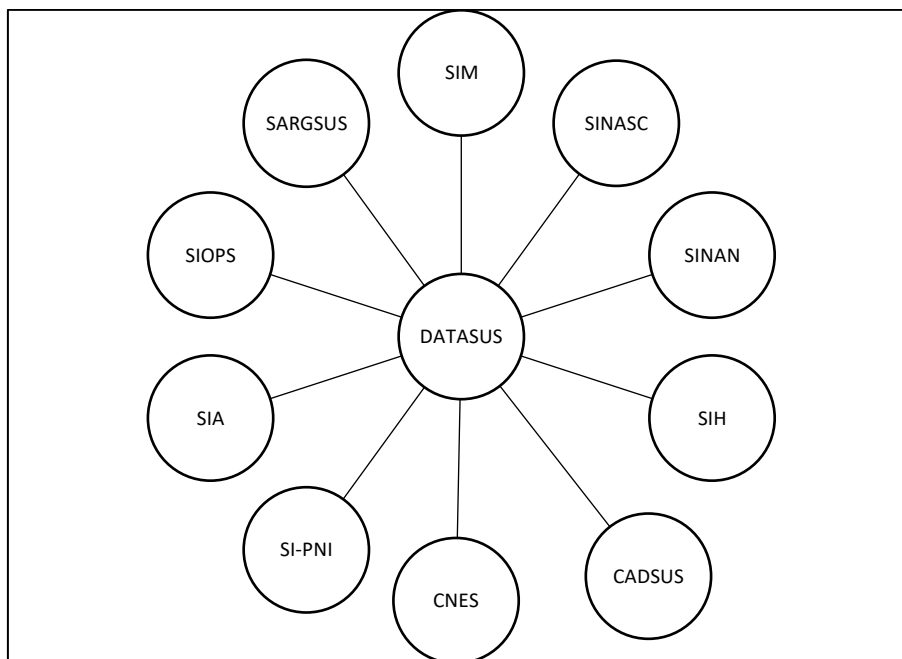 SIM
SARGSUS
SINASC
SIOPS
SINAN
DATASUS
SIA
SIH
SI-PNI
CADSUS
CNES